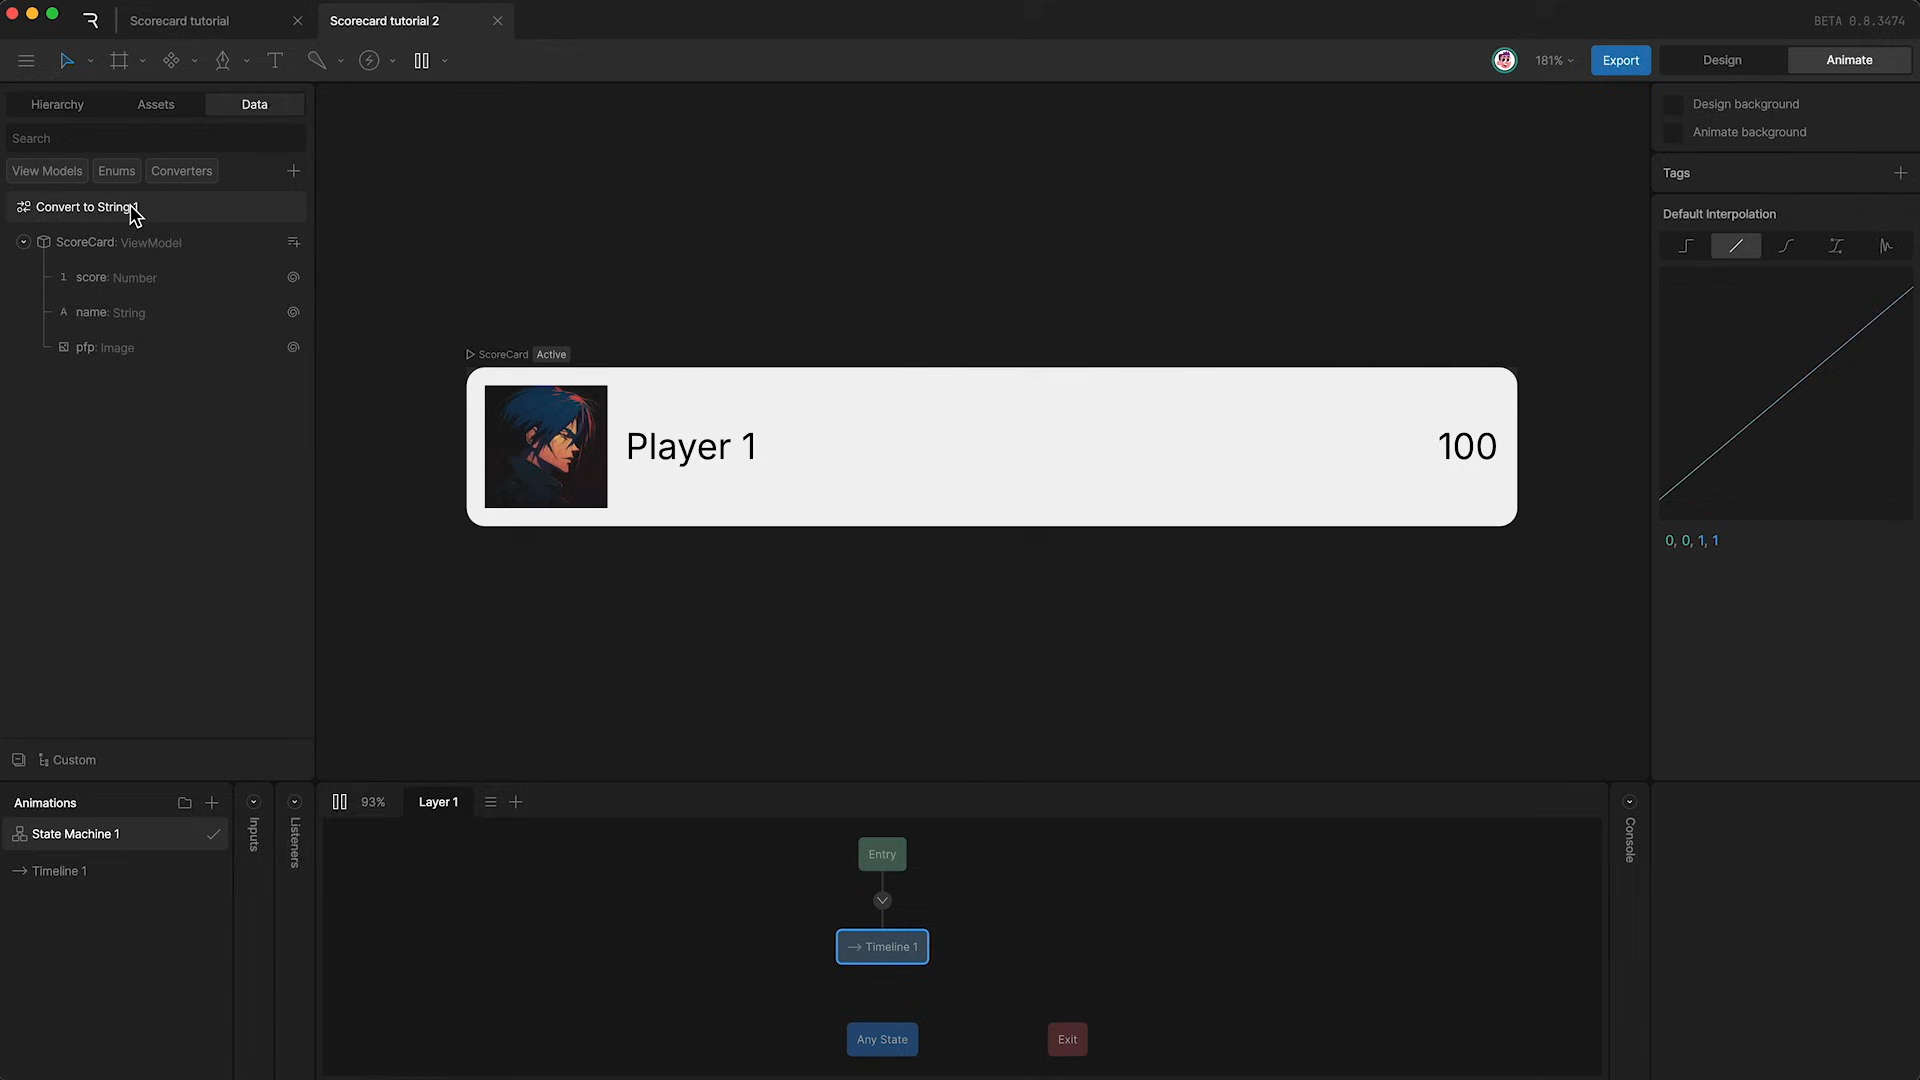 Scorecard tutorial
Scorecard tutorial 2
BETA 0.8.3474
181%
Export
Design
Animate
Hierarchy
Assets
Data
Search
View Models
Enums
Converters
Convert to String 1
ScoreCard: ViewModel
1 score: Number
A name: String
pfp: Image
Custom
ScoreCard
Active
Player 1
100
Design background
Animate background
Tags
Default Interpolation
0, 0, 1, 1
Animations
State Machine 1
Timeline 1
Inputs
Listeners
93%
Layer 1
Entry
Timeline 1
Any State
Exit
Console